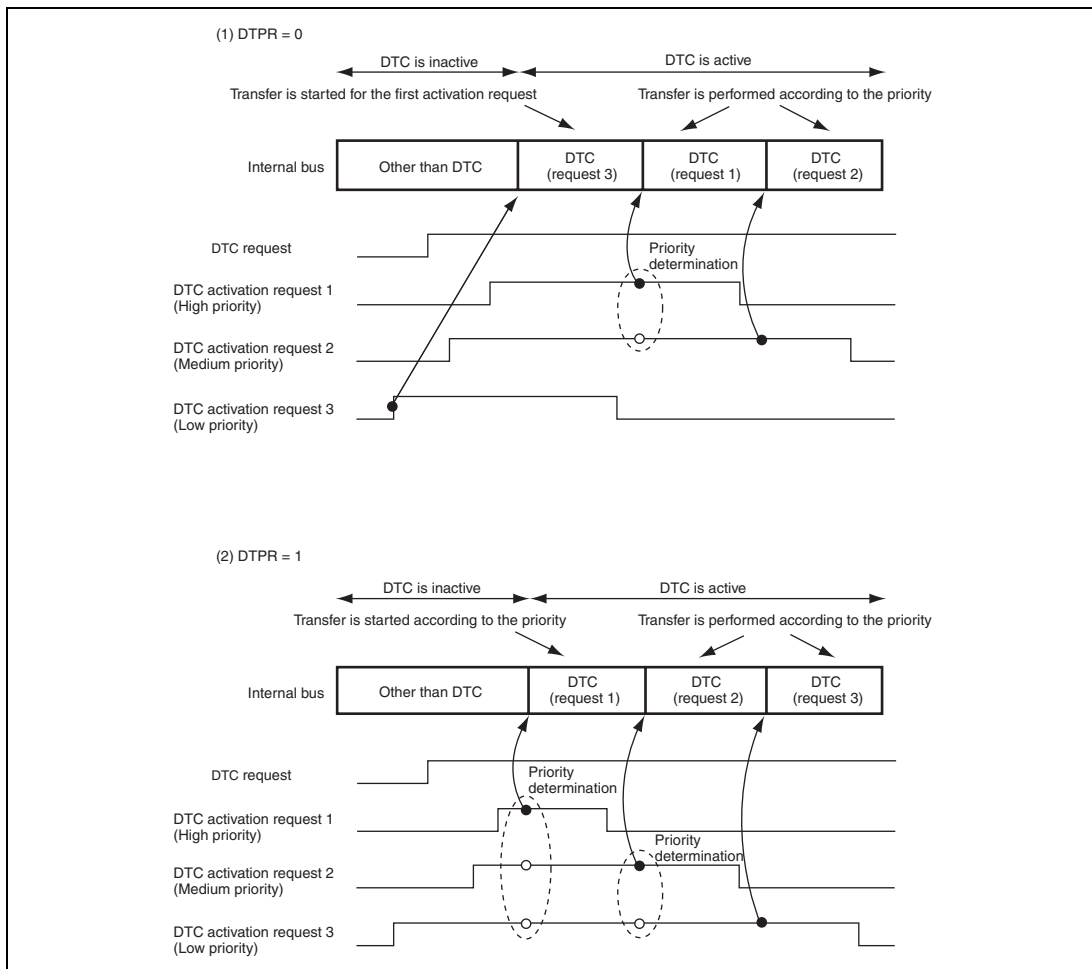 (1) DTPR = 0
DTC is inactive
DTC is active
Transfer is started for the first activation request
Transfer is performed according to the priority
Internal bus
Other than DTC
DTC
(request 3)
DTC
(request 1)
DTC
(request 2)
DTC request
Priority
determination
DTC activation request 1
(High priority)
DTC activation request 2
(Medium priority)
DTC activation request 3
(Low priority)
(2) DTPR = 1
DTC is inactive
DTC is active
Transfer is started according to the priority
Transfer is performed according to the priority
Internal bus
Other than DTC
DTC
(request 1)
DTC
(request 2)
DTC
(request 3)
DTC request
Priority
determination
DTC activation request 1
(High priority)
Priority
determination
DTC activation request 2
(Medium priority)
DTC activation request 3
(Low priority)